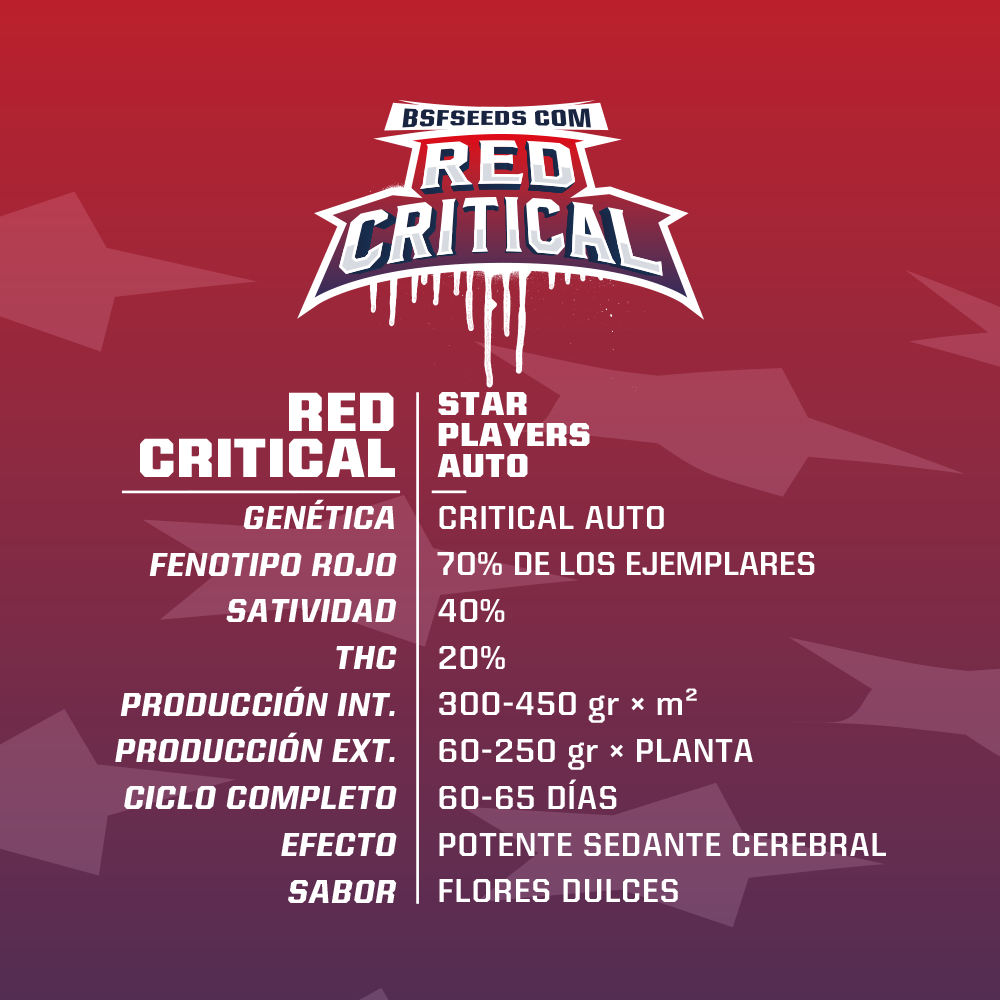 BSFSEEDS COM
RED
CRITICAL
RED
CRITICAL
STAR
PLAYERS
AUTO
GENÉTICA CRITICAL AUTO
FENOTIPO ROJO 70% DE LOS EJEMPLARES
SATIVIDAD 40%
THC 20%
PRODUCCIÓN INT. 300-450 gr × m²
PRODUCCIÓN EXT. 60-250 gr × PLANTA
CICLO COMPLETO 60-65 DÍAS
EFECTO POTENTE SEDANTE CEREBRAL
SABOR FLORES DULCES